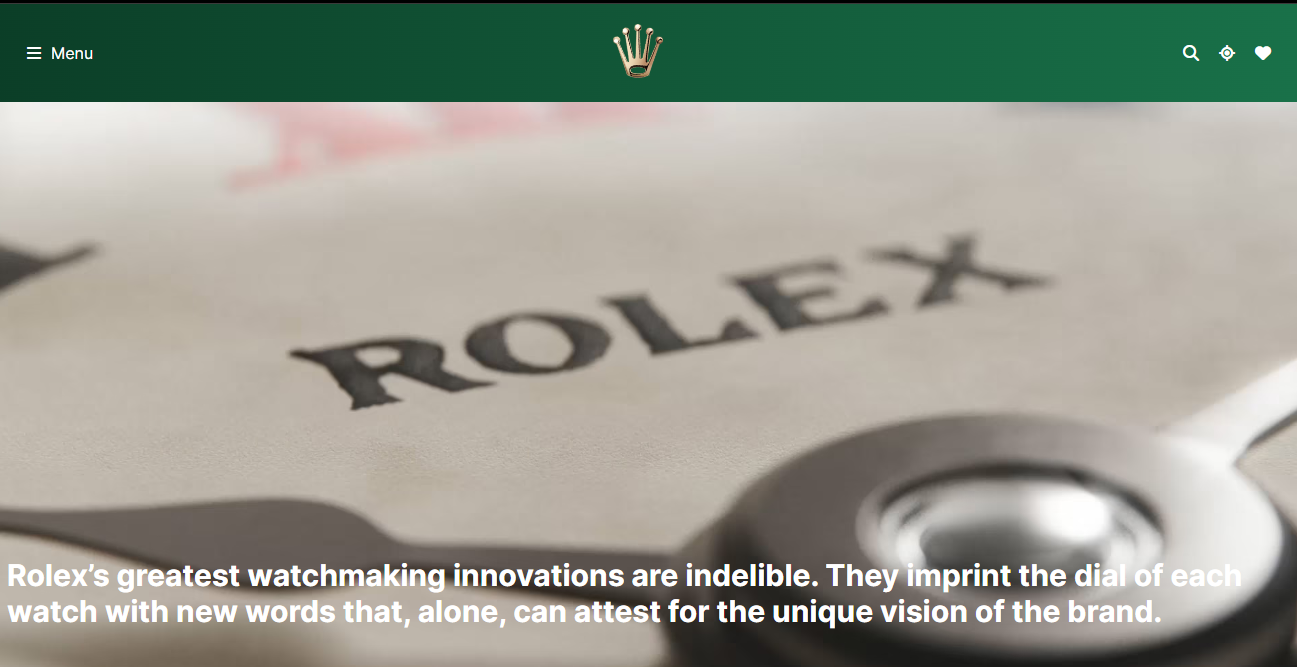 Menu
ROLEX
Rolex’s greatest watchmaking innovations are indelible. They imprint the dial of each
watch with new words that, alone, can attest for the unique vision of the brand.